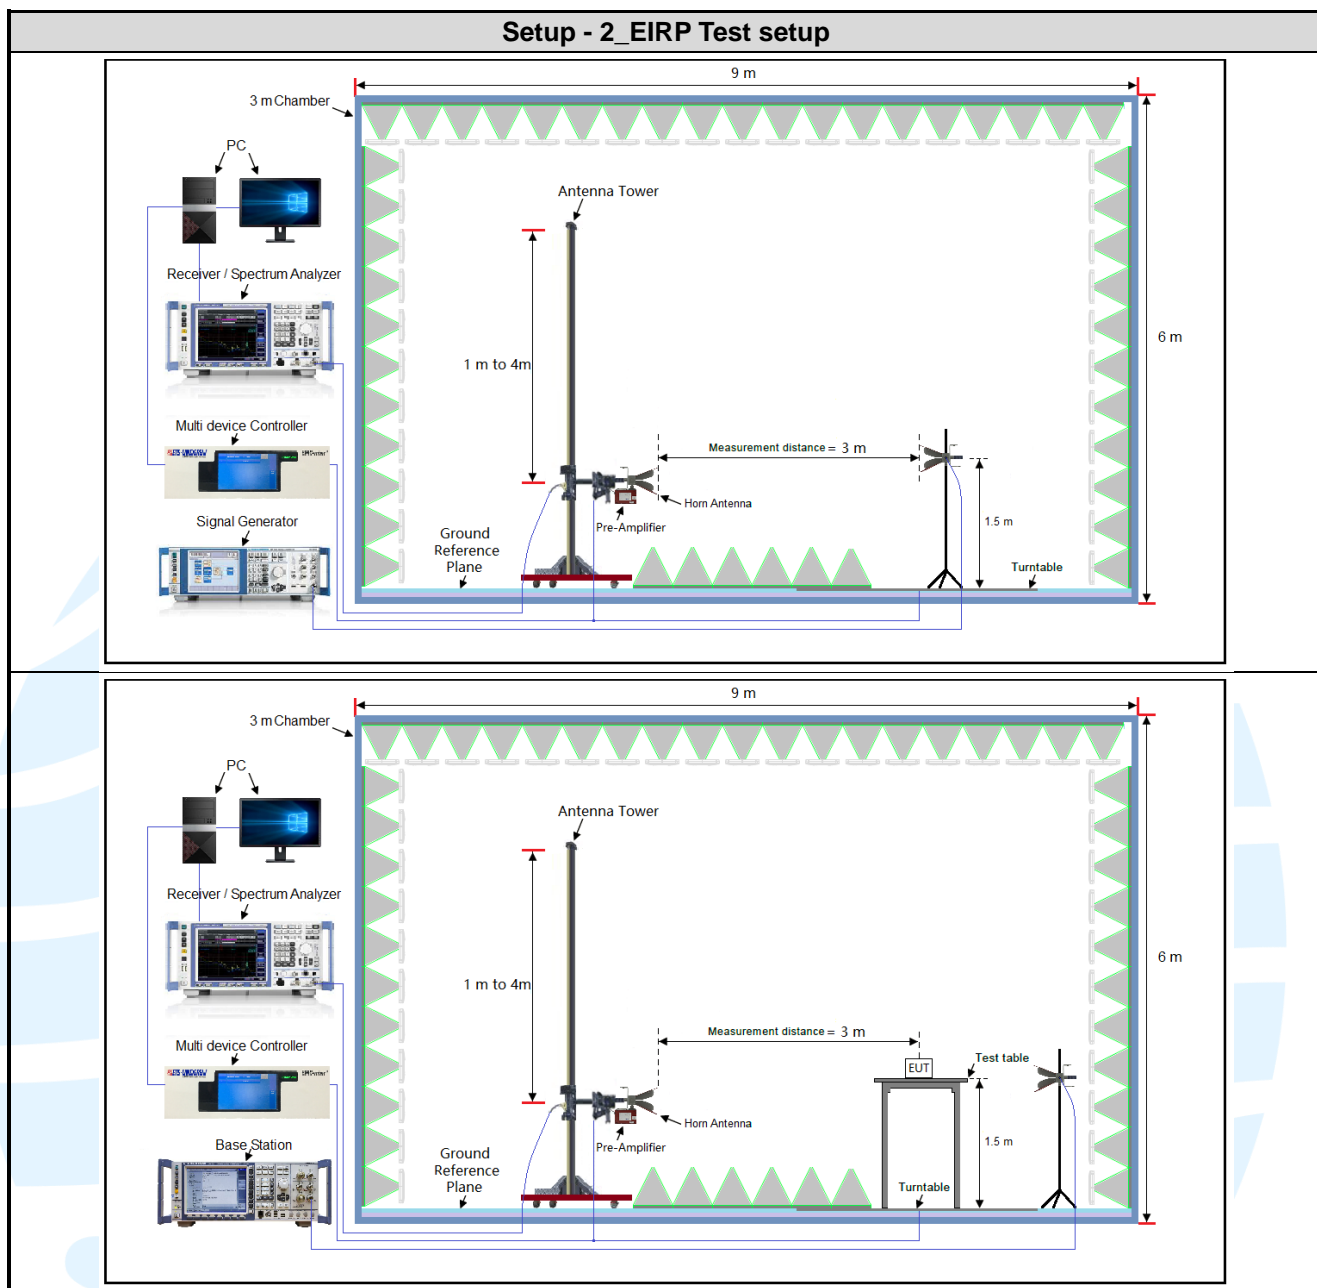 Setup - 2_EIRP Test setup
9 m
3 m Chamber
PC
Antenna Tower
Receiver / Spectrum Analyzer
6 m
1 m to 4m
Multi device Controller
Measurement distance = 3 m
Horn Antenna
Signal Generator
Pre-Amplifier
1.5 m
Ground
Reference
Plane
Turntable
9 m
3 m Chamber
PC
Antenna Tower
Receiver / Spectrum Analyzer
6 m
1 m to 4m
Measurement distance = 3 m
Multi device Controller
EUT
Test table
Horn Antenna
Base Station
Pre-Amplifier
1.5 m
Ground
Reference
Plane
Turntable